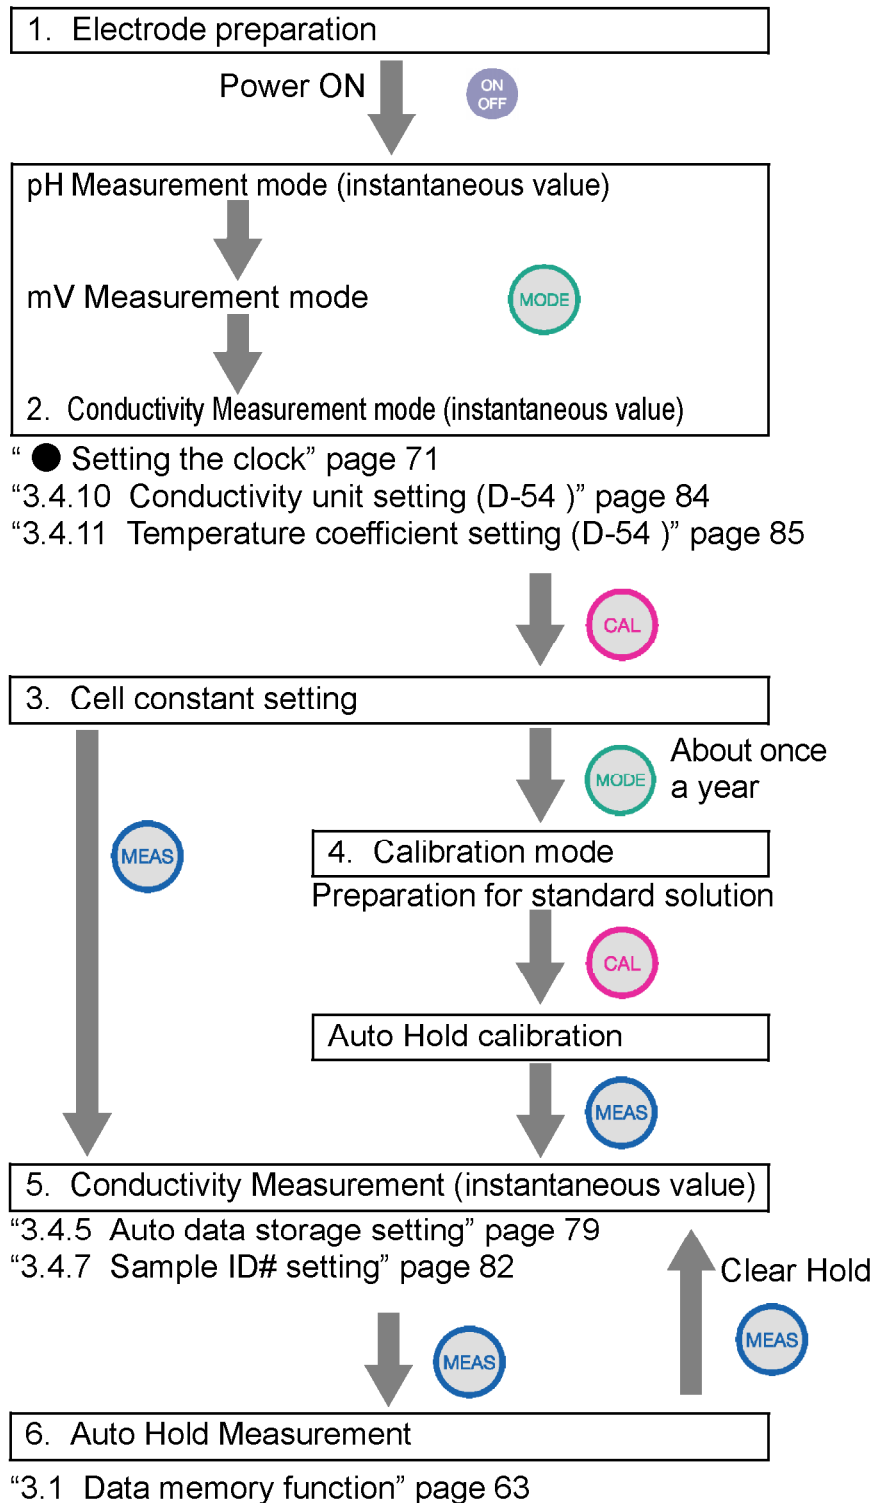 1. Electrode preparation
Power ON
ON
OFF
pH Measurement mode (instantaneous value)
mV Measurement mode
MODE
2. Conductivity Measurement mode (instantaneous value)
“ ● Setting the clock” page 71
“3.4.10 Conductivity unit setting (D-54 )” page 84
“3.4.11 Temperature coefficient setting (D-54 )” page 85
CAL
3. Cell constant setting
About once
MODE
a year
MEAS
4. Calibration mode
Preparation for standard solution
CAL
Auto Hold calibration
MEAS
5. Conductivity Measurement (instantaneous value)
“3.4.5 Auto data storage setting” page 79
“3.4.7 Sample ID# setting” page 82
Clear Hold
MEAS
MEAS
6. Auto Hold Measurement
“3.1 Data memory function” page 63